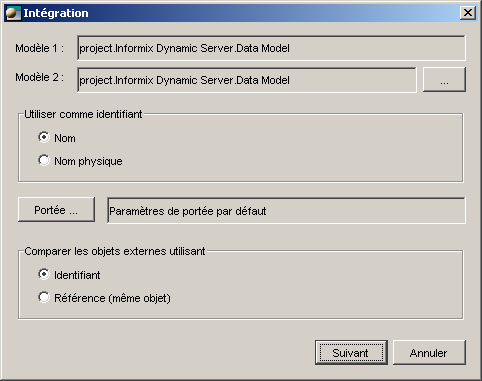 Intégration
Modèle 1 : project.Informix Dynamic Server.Data Model
Modèle 2 : project.Informix Dynamic Server.Data Model ...
Utiliser comme identifiant
Nom
Nom physique
Portée ... Paramètres de portée par défaut
Comparer les objets externes utilisant
Identifiant
Référence (même objet)
Suivant Annuler